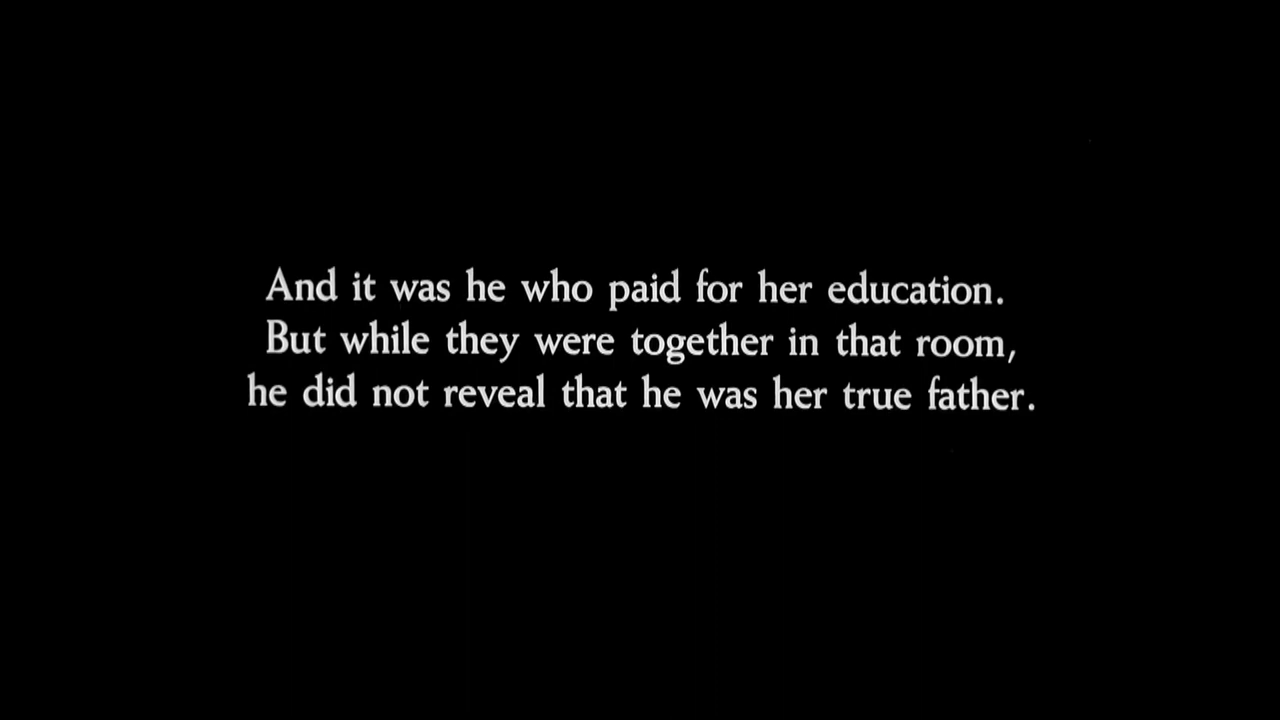 And it was he who paid for her education.
But while they were together in that room,
he did not reveal that he was her true father.